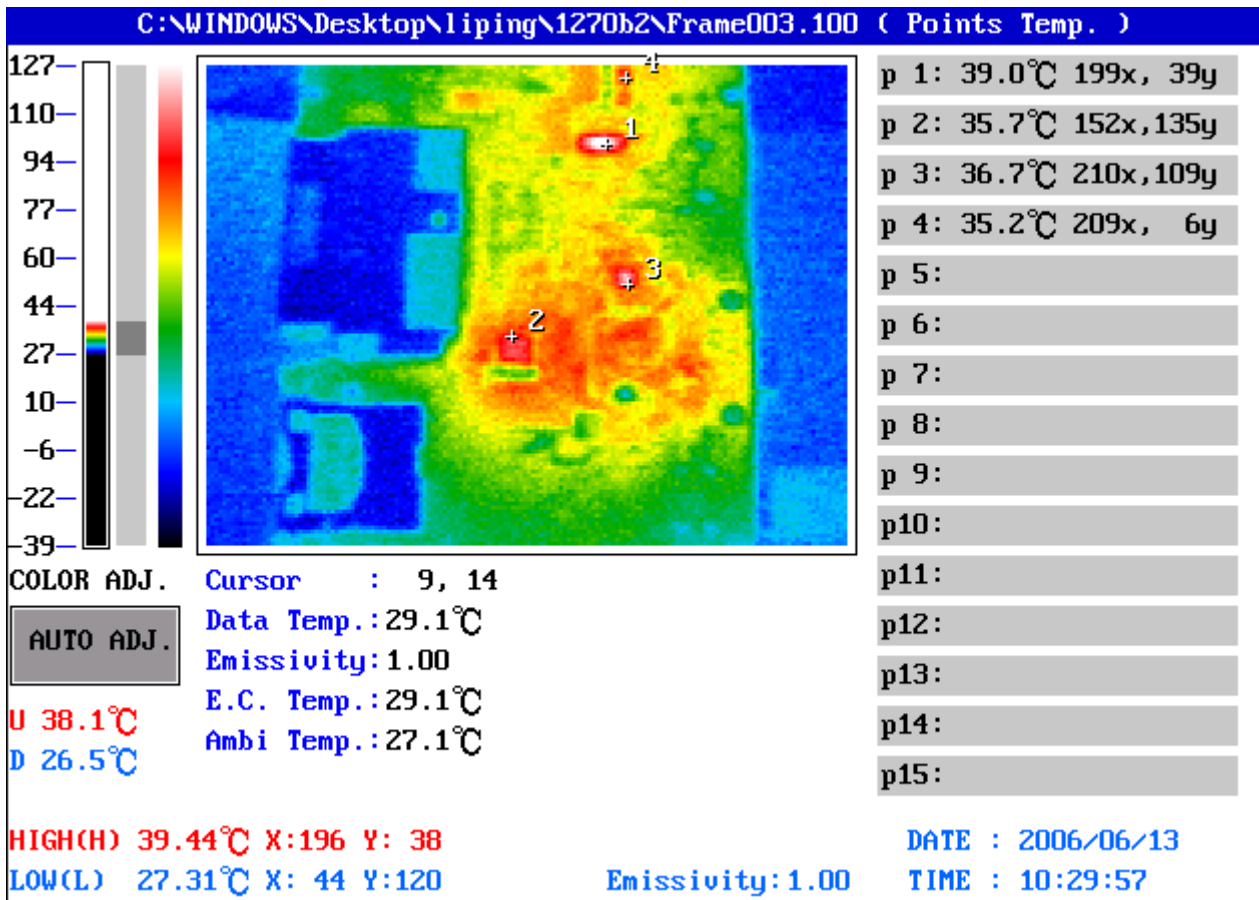 C:\WINDOWS\Desktop\liping\1270b2\Frame003.100 ( Points Temp. )
127
110
94
77
60
44
27
10
-6
-22
-39
4
1
3
2
p 1: 39.0℃ 199x, 39y
p 2: 35.7℃ 152x,135y
p 3: 36.7℃ 210x,109y
p 4: 35.2℃ 209x, 6y
p 5:
p 6:
p 7:
p 8:
p 9:
p10:
p11:
p12:
p13:
p14:
p15:
COLOR ADJ.
AUTO ADJ.
U 38.1℃
D 26.5℃
Cursor : 9, 14
Data Temp.:29.1℃
Emissivity:1.00
E.C. Temp.:29.1℃
Ambi Temp.:27.1℃
HIGH(H) 39.44℃ X:196 Y: 38
LOW(L) 27.31℃ X: 44 Y:120
Emissivity:1.00
DATE : 2006/06/13
TIME : 10:29:57